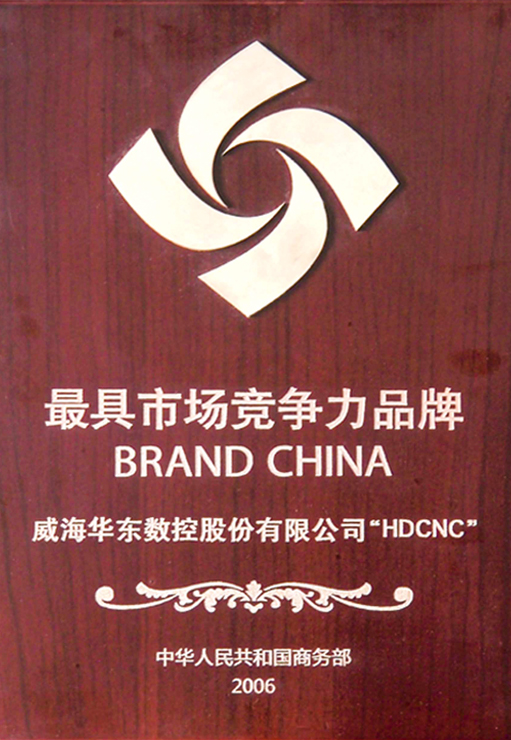 最具市场竞争力品牌
BRAND CHINA
威海华东数控股份有限公司“HDCNC”
中华人民共和国商务部
2006